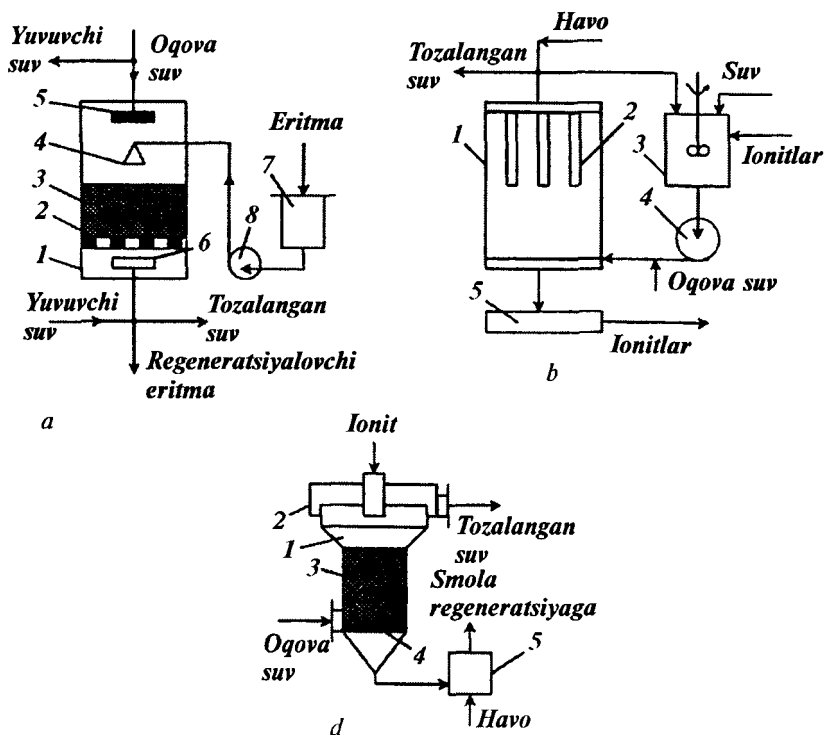 Yuvuvchi
suv
Oqova
suv
5
4
3
2
1
6
Eritma
7
8
Yuvuvchi
suv
Tozalangan
suv
Regeneratsiyalovchi
eritma
a
Havo
Tozalangan
suv
Suv
1
2
3
Ionitlar
4
Oqova suv
5
Ionitlar
b
Ionit
2
1
3
Tozalangan
suv
Smola
regeneratsiyaga
Oqova
suv
4
5
Havo
d